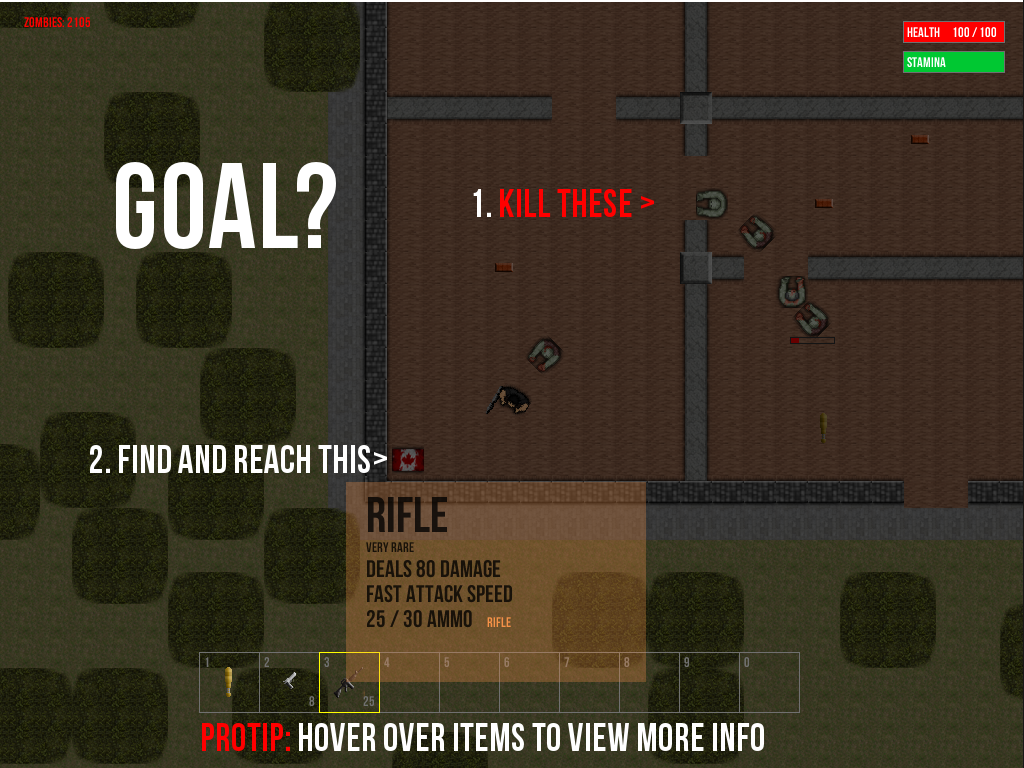 ZOMBIES: 2106
HEALTH 100 / 100
STAMINA
GOAL?
1. KILL THESE >
2. FIND AND REACH THIS>
RIFLE
VERY RARE
DEALS 80 DAMAGE
FAST ATTACK SPEED
25 / 30 AMMO RIFLE
1 2 3 4 5 6 7 8 9 0
8 25
PROTIP: HOVER OVER ITEMS TO VIEW MORE INFO